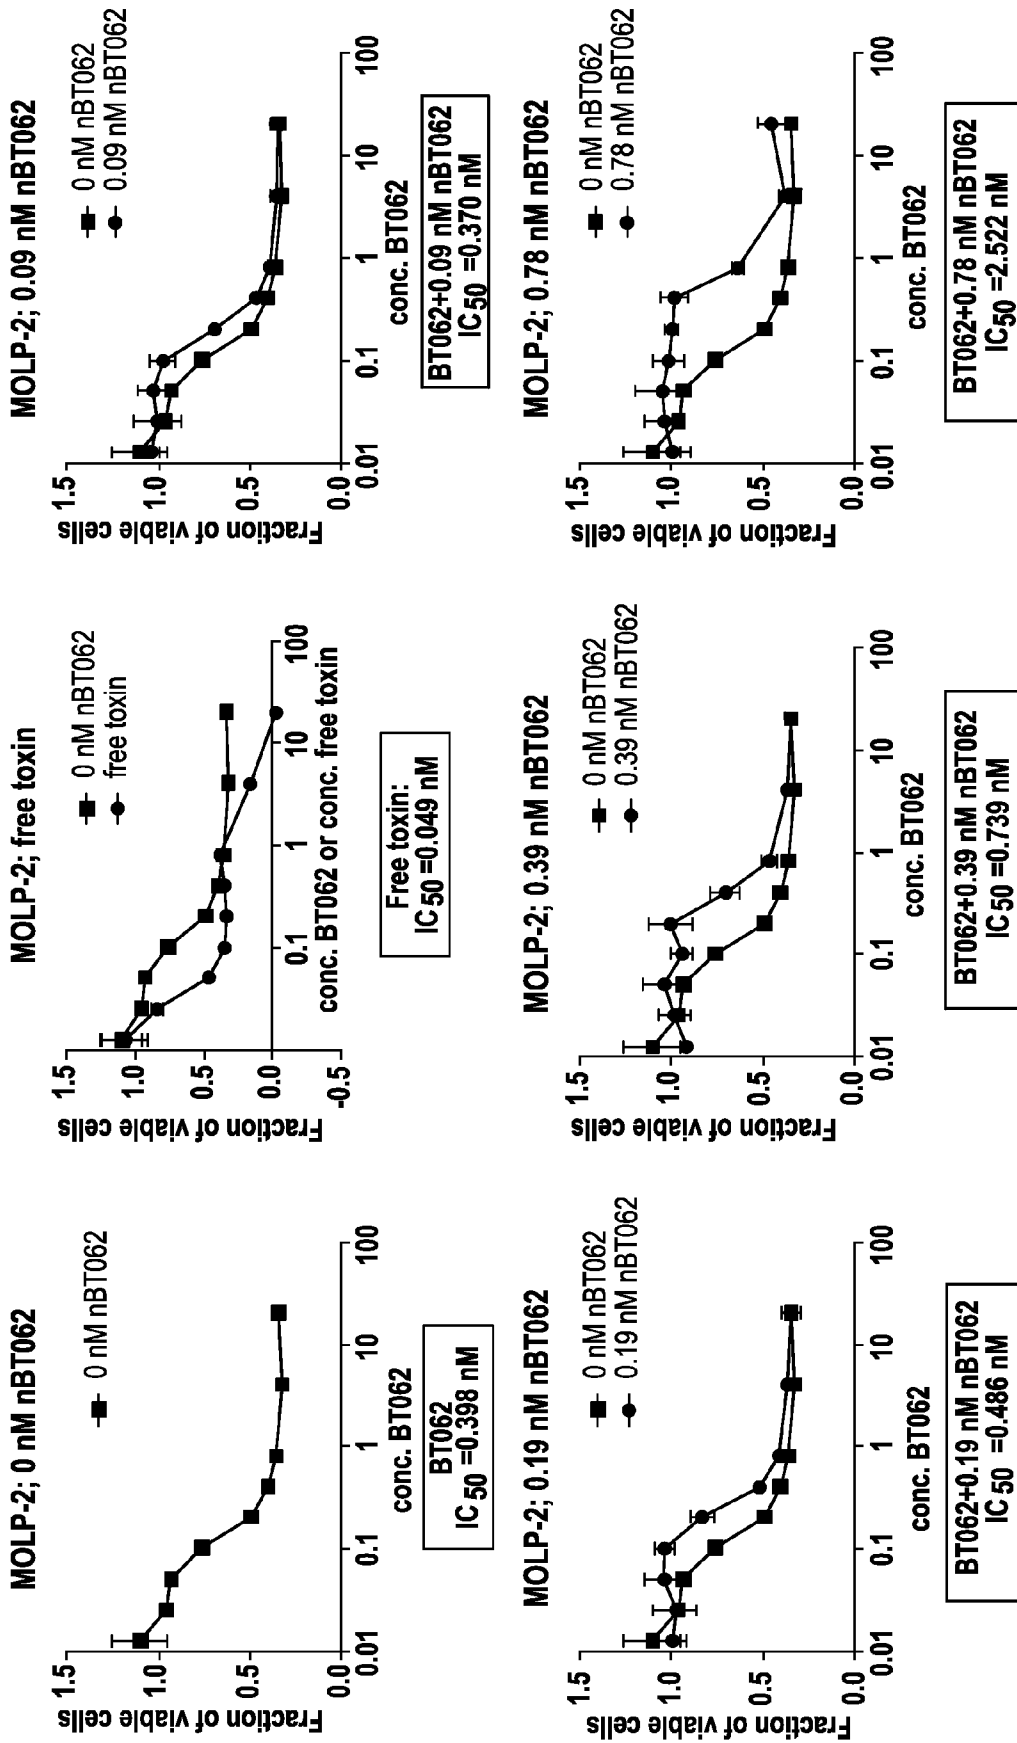 MOLP-2; 0 nM nBT062
0 nM nBT062
Fraction of viable
cells
1.5
1.0
0.5
0.0
0.01
0.1
1
10
100
conc. BT062
BT062
IC50 =0.398 nM
MOLP-2; free toxin
0 nM nBT062
free toxin
Fraction of viable
cells
1.5
1.0
0.5
0.0
-0.5
0.1
1
10
100
conc. BT062 or conc. free toxin
Free toxin:
IC50 =0.049 nM
MOLP-2; 0.09 nM nBT062
0 nM nBT062
0.09 nM nBT062
Fraction of viable
cells
1.5
1.0
0.5
0.0
0.01
0.1
1
10
100
conc. BT062
BT062+0.09 nM nBT062
IC50 =0.370 nM
MOLP-2; 0.19 nM nBT062
0 nM nBT062
0.19 nM nBT062
Fraction of viable
cells
1.5
1.0
0.5
0.0
0.01
0.1
1
10
100
conc. BT062
BT062+0.19 nM nBT062
IC50 =0.486 nM
MOLP-2; 0.39 nM nBT062
0 nM nBT062
0.39 nM nBT062
Fraction of viable
cells
1.5
1.0
0.5
0.0
0.01
0.1
1
10
100
conc. BT062
BT062+0.39 nM nBT062
IC50 =0.739 nM
MOLP-2; 0.78 nM nBT062
0 nM nBT062
0.78 nM nBT062
Fraction of viable
cells
1.5
1.0
0.5
0.0
0.01
0.1
1
10
100
conc. BT062
BT062+0.78 nM nBT062
IC50 =2.522 nM